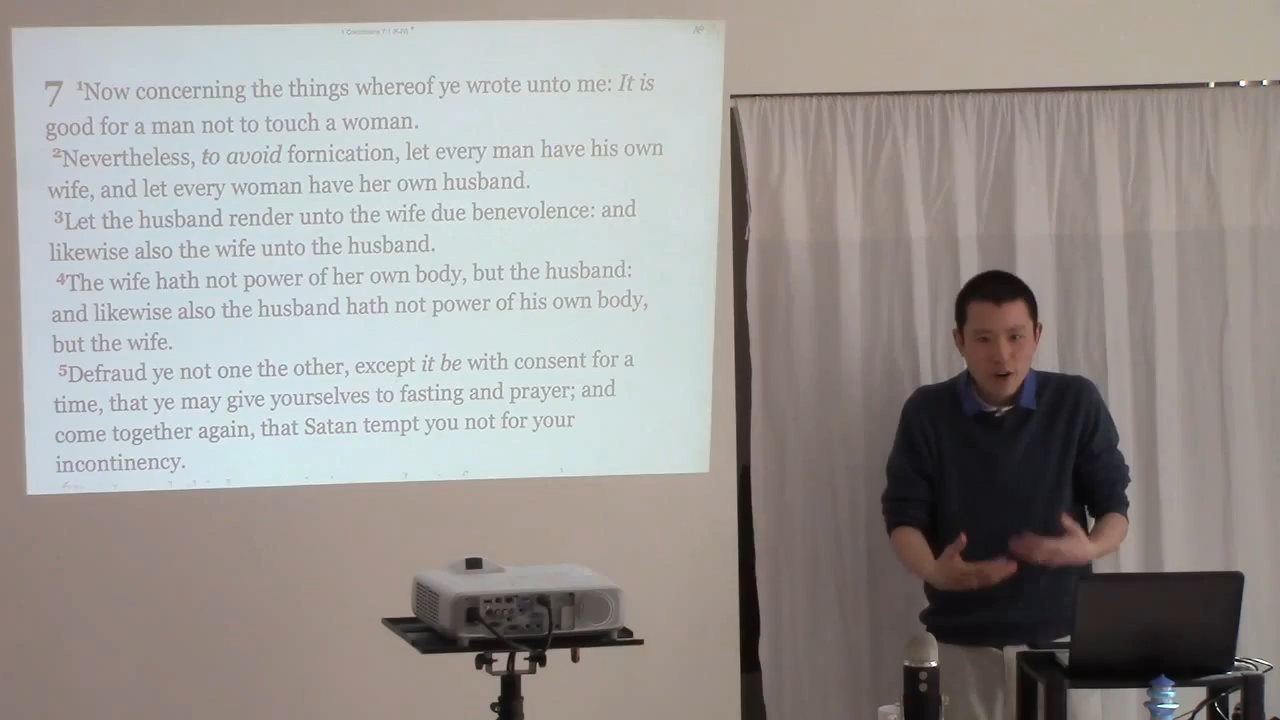 1 Corinthians 7:1 (KJV)
7 1Now concerning the things whereof ye wrote unto me: It is
good for a man not to touch a woman.
2Nevertheless, to avoid fornication, let every man have his own
wife, and let every woman have her own husband.
3Let the husband render unto the wife due benevolence: and
likewise also the wife unto the husband.
4The wife hath not power of her own body, but the husband:
and likewise also the husband hath not power of his own body,
but the wife.
5Defraud ye not one the other, except it be with consent for a
time, that ye may give yourselves to fasting and prayer; and
come together again, that Satan tempt you not for your
incontinency.